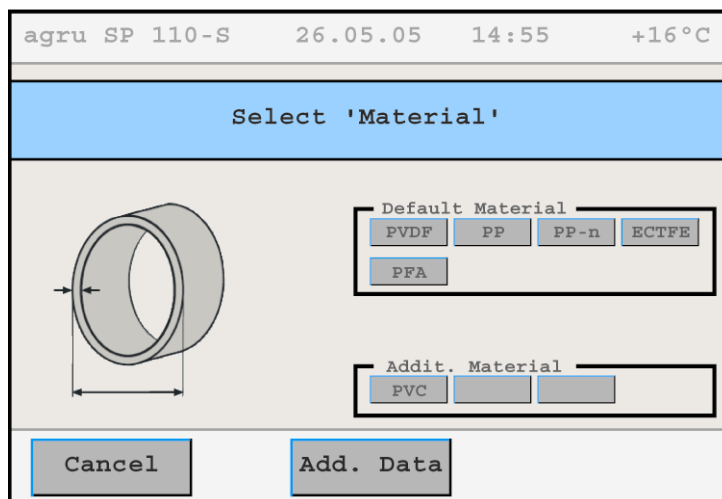 agru SP 110-S 26.05.05 14:55 +16°C
Select 'Material'
Default Material
PVDF PP PP-n ECTFE
PFA
Addit. Material
PVC
Cancel Add. Data